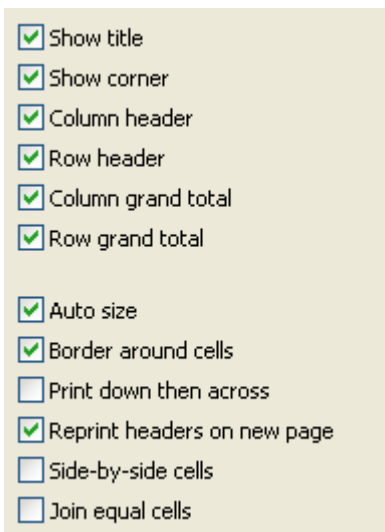 Show title
Show corner
Column header
Row header
Column grand total
Row grand total
Auto size
Border around cells
Print down then across
Reprint headers on new page
Side-by-side cells
Join equal cells